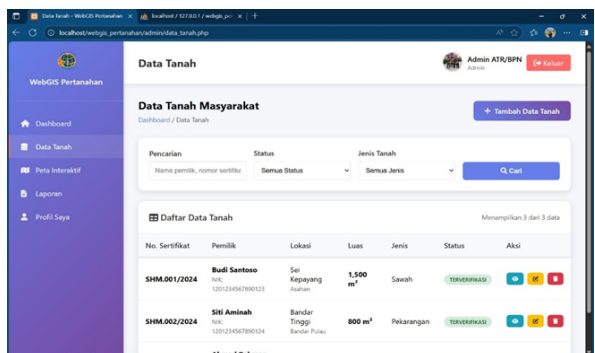 Data Tanah - WebGIS Pertanahan
localhost / 127.0.0.1 / webgis_per
localhost/webgis_pertanahan/admin/data_tanah.php
WebGIS Pertanahan
Dashboard
Data Tanah
Peta Interaktif
Laporan
Profil Saya
Data Tanah
Admin ATR/BPN
Admin
Keluar
Data Tanah Masyarakat
Dashboard / Data Tanah
+ Tambah Data Tanah
Pencarian
Status
Jenis Tanah
Nama pemilik, nomor sertifika
Semua Status
Semua Jenis
Cari
Daftar Data Tanah
Menampilkan 3 dari 3 data
No. Sertifikat Pemilik Lokasi Luas Jenis Status Aksi
SHM.001/2024
Budi Santoso
NIK:
1201234567890123
Sei
Kepayang
Asahan
1,500
m²
Sawah
TERVERIFIKASI
SHM.002/2024
Siti Aminah
NIK:
1201234567890124
Bandar
Tinggi
Bandar Pulau
800 m²
Pekarangan
TERVERIFIKASI